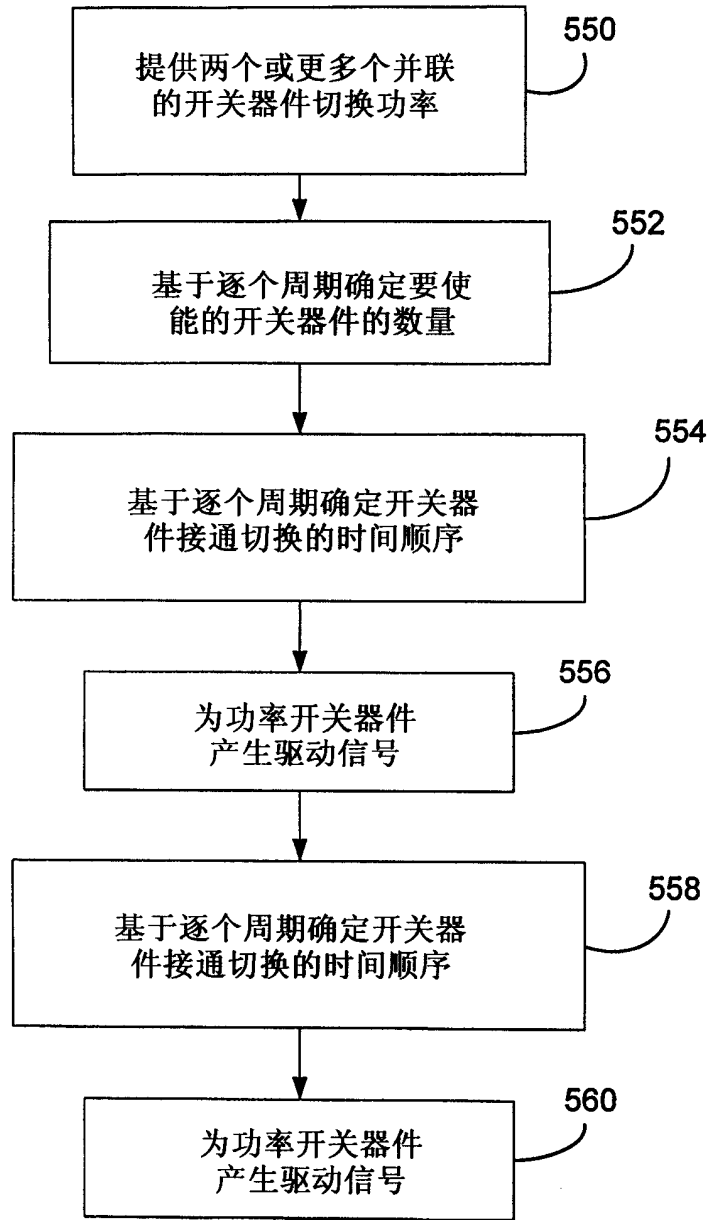 550
提供两个或更多个并联
的开关器件切换功率
552
基于逐个周期确定要使
能的开关器件的数量
554
基于逐个周期确定开关器
件接通切换的时间顺序
556
为功率开关器件
产生驱动信号
558
基于逐个周期确定开关器
件接通切换的时间顺序
560
为功率开关器件
产生驱动信号